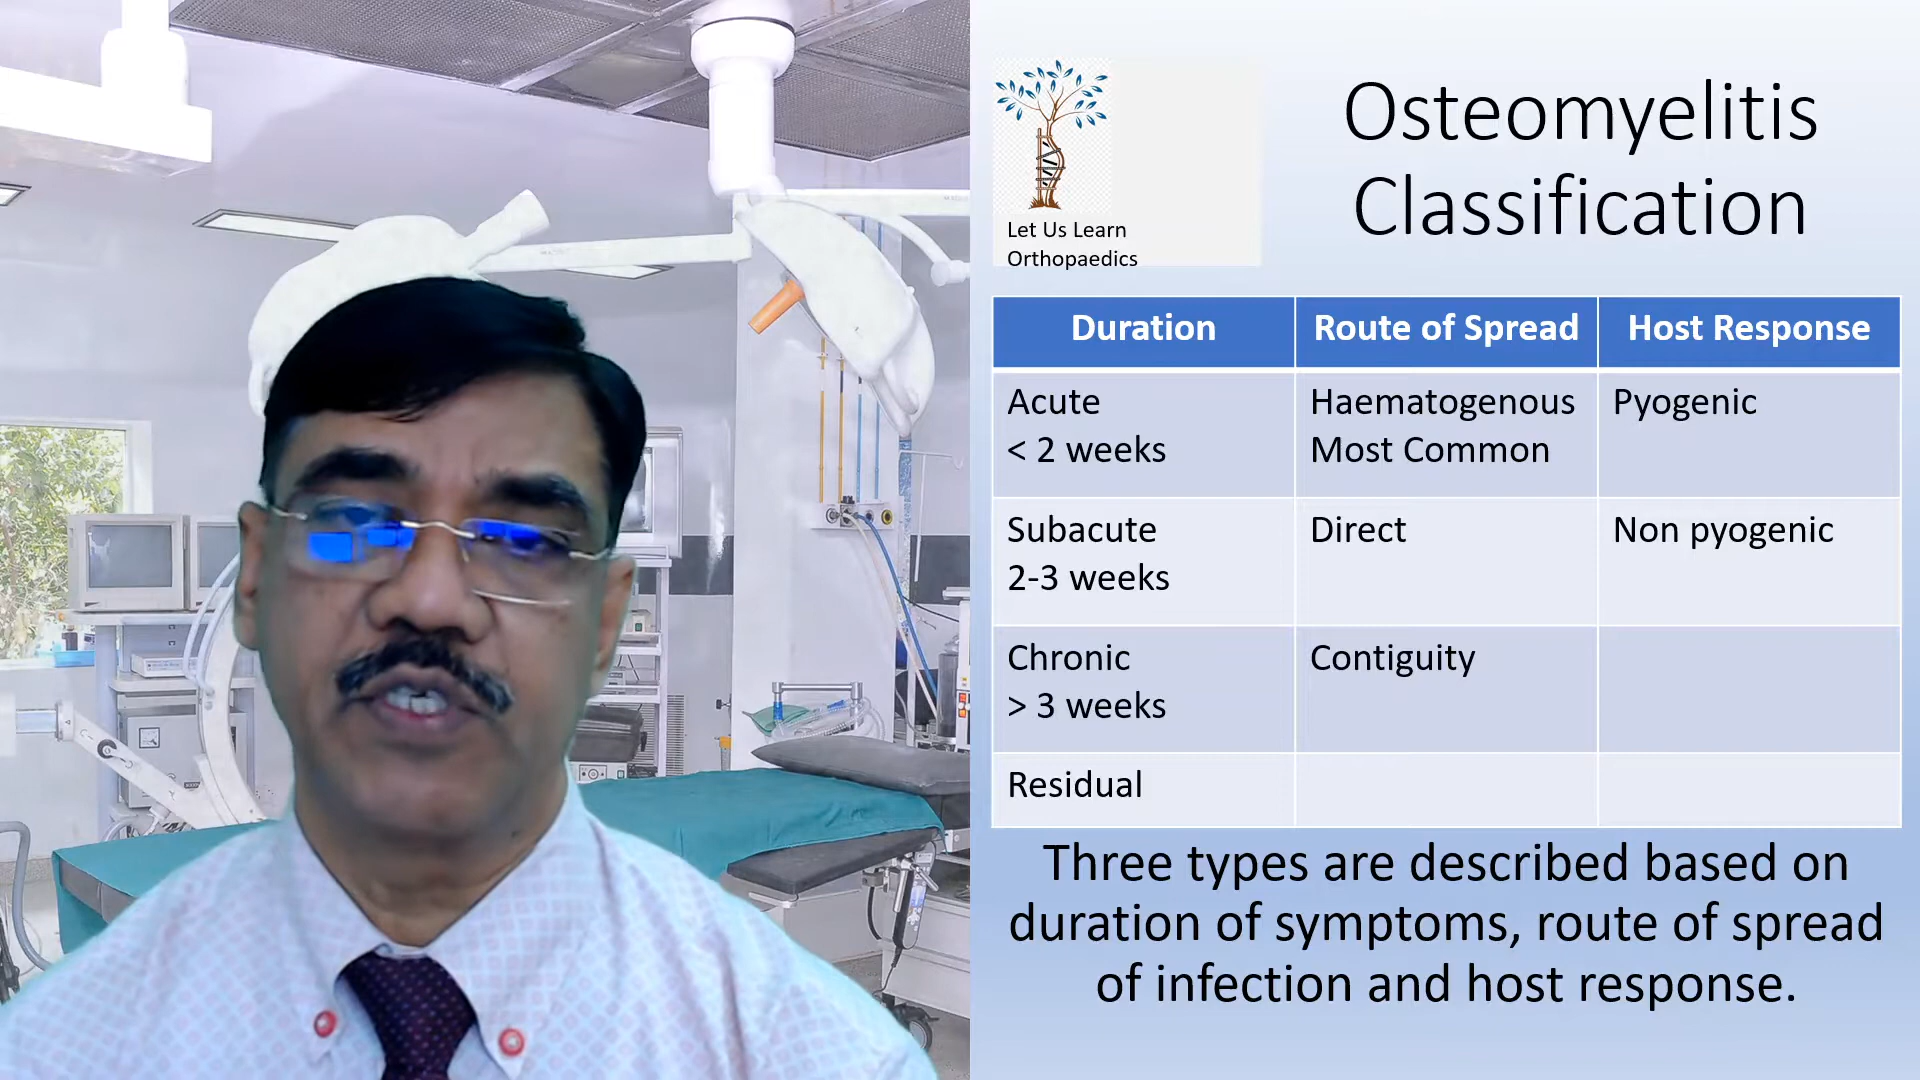 Let Us Learn
Orthopaedics
Osteomyelitis
Classification
Duration
Route of Spread
Host Response
Acute
< 2 weeks
Haematogenous
Most Common
Pyogenic
Subacute
2-3 weeks
Direct
Non pyogenic
Chronic
> 3 weeks
Contiguity
Residual
Three types are described based on
duration of symptoms, route of spread
of infection and host response.